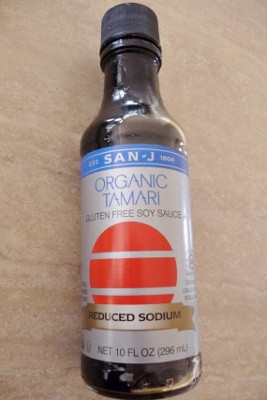 EST. SAN-J 1804
ORGANIC
TAMARI
GLUTEN FREE SOY SAUCE
REDUCED SODIUM
NET 10 FL OZ (296 mL)